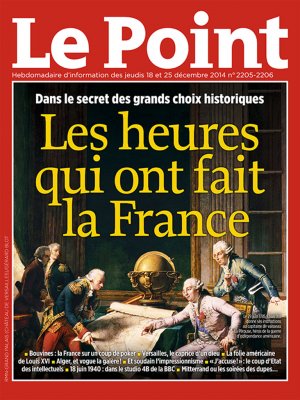 Le Point
Hebdomadaire d'information des jeudis 18 et 25 décembre 2014 n° 2205-2206
Dans le secret des grands choix historiques
Les heures
qui ont fait
la France
■ Bouvines : la France sur un coup de poker ■ Versailles, le caprice d'un dieu ■ La folie américaine
de Louis XVI ■ Alger, et vogue la galère ! ■ Et soudain l'impressionnisme ■ « J'accuse ! » : le coup d'Etat
des intellectuels ■ 18 juin 1940 : dans le studio 4B de la BBC ■ Mitterrand ou les soirées des dupes...